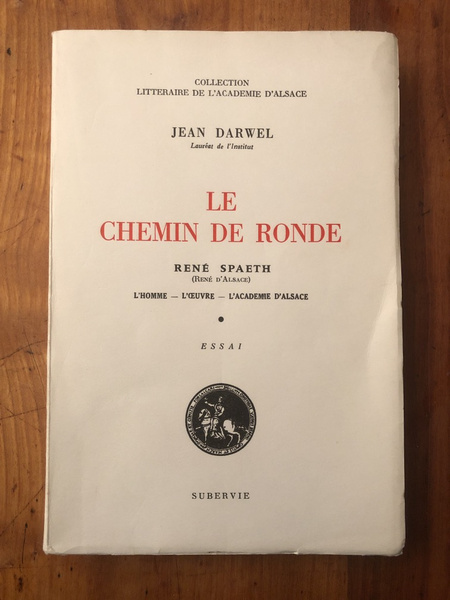 COLLECTION
LITTERAIRE DE L'ACADEMIE D'ALSACE
JEAN DARWEL
Lauréat de l'Institut
LE
CHEMIN DE RONDE
RENÉ SPAETH
(RENÉ D'ALSACE)
L'HOMME — L'ŒUVRE — L'ACADEMIE D'ALSACE
ESSAI
SUBERVIE